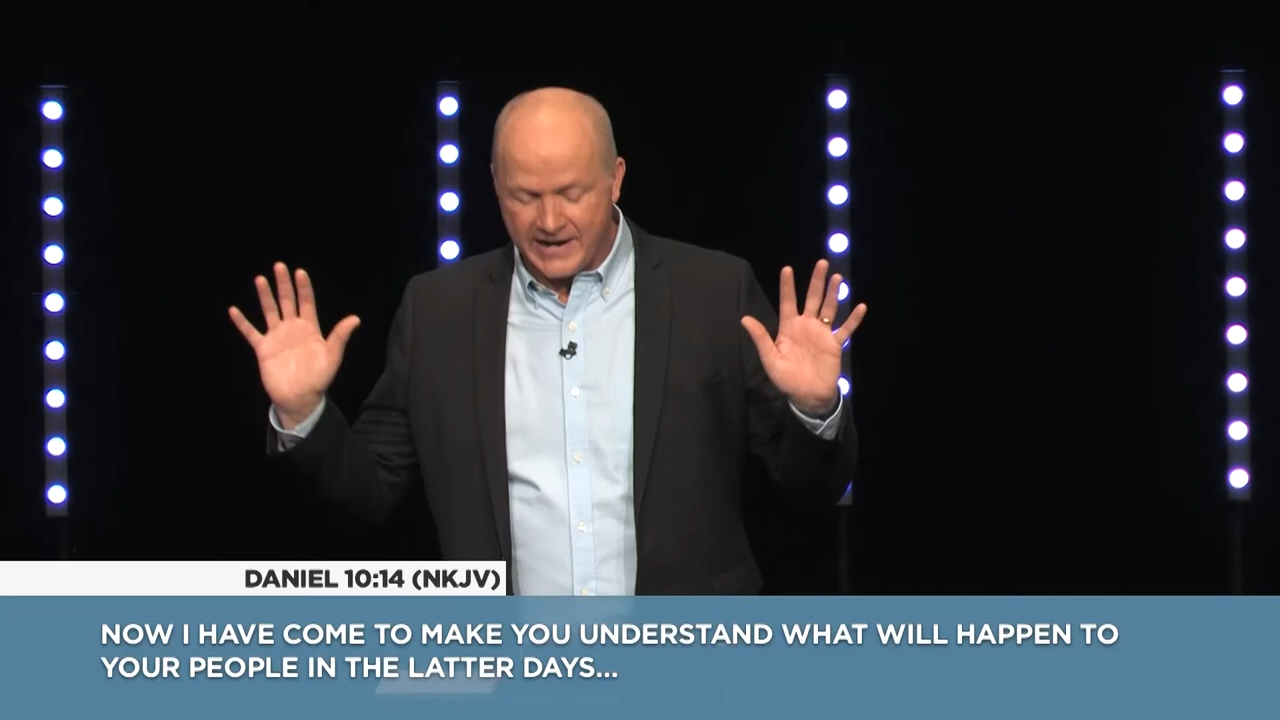 DANIEL 10:14 (NKJV)
NOW I HAVE COME TO MAKE YOU UNDERSTAND WHAT WILL HAPPEN TO
YOUR PEOPLE IN THE LATTER DAYS...